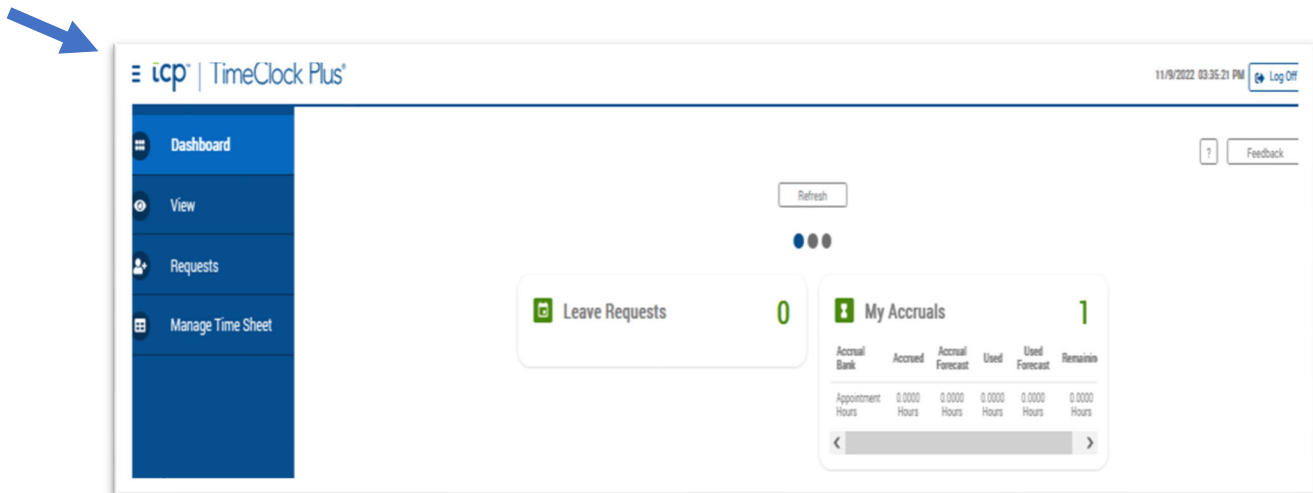 tcp™ | TimeClock Plus®
11/9/2022 03:35:21 PM Log Off
Dashboard
? Feedback
View
Refresh
Requests
Manage Time Sheet
Leave Requests 0
My Accruals 1
Accrual Bank Accrued Accrual Forecast Used Used Forecast Remainin
Appointment Hours 0.0000 Hours 0.0000 Hours 0.0000 Hours 0.0000 Hours 0.0000 Hours